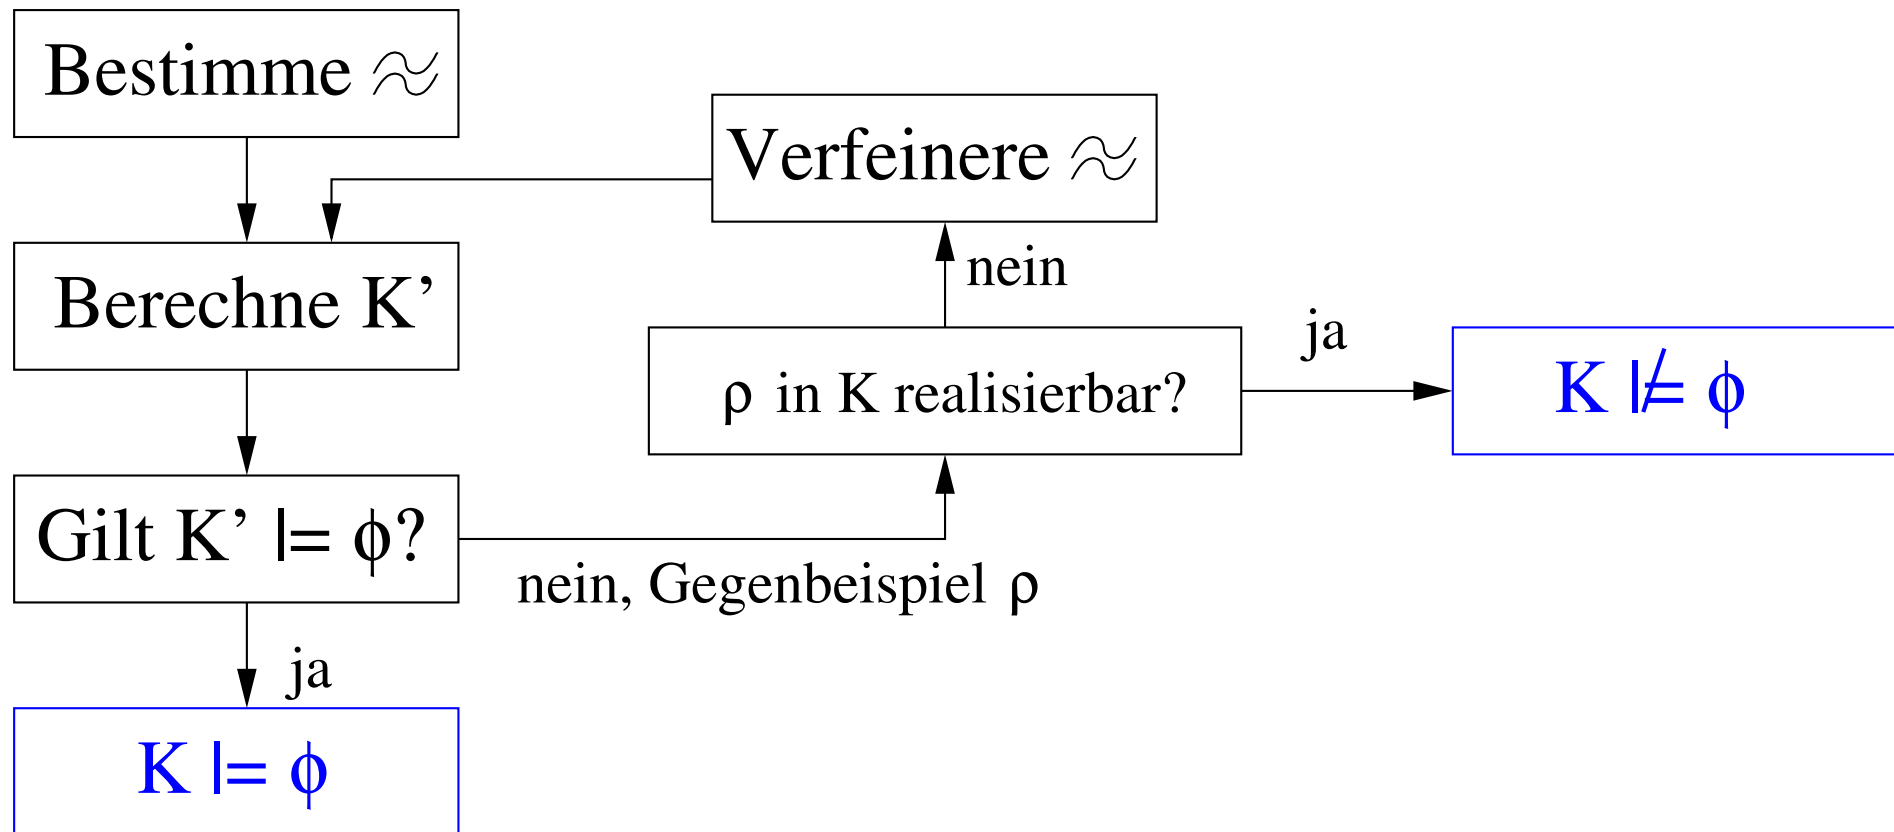 Bestimme ≈
Verfeinere ≈
Berechne K’
nein
ja
ρ in K realisierbar?
K |≠ ϕ
Gilt K’ |= ϕ?
nein, Gegenbeispiel ρ
ja
K |= ϕ